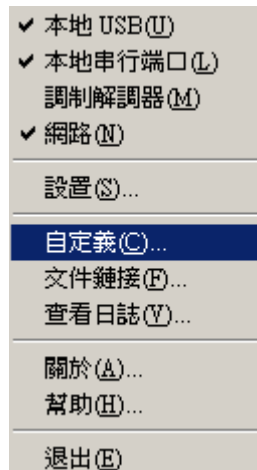 本地 USB(U)
本地串行端口(L)
調制解調器(M)
網路(N)
設置(S)...
自定義(C)...
文件鏈接(F)...
查看日誌(V)...
關於(A)...
幫助(H)...
退出(E)